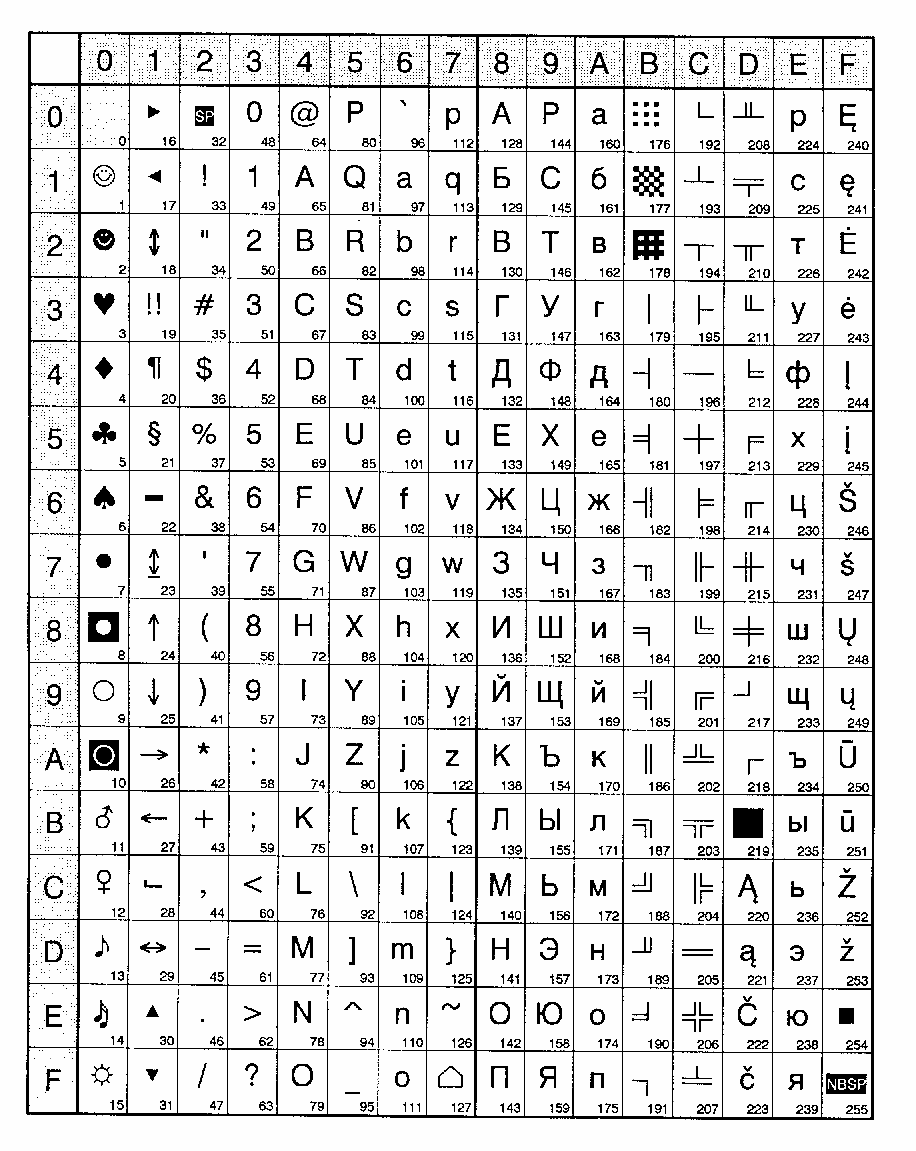 0 1 2 3 4 5 6 7 8 9 A B C D E F
0 ► SP 0 @ P ` p А Р а ░ └ ╨ р Ę
0 16 32 48 64 80 96 112 128 144 160 176 192 208 224 240
1 ☺ ◄ ! 1 A Q a q Б С б ▒ ┴ ╤ с ę
1 17 33 49 65 81 97 113 129 145 161 177 193 209 225 241
2 ☻ ↕ " 2 B R b r В Т в ▓ ┬ ╥ т Ė
2 18 34 50 66 82 98 114 130 146 162 178 194 210 226 242
3 ♥ ‼ # 3 C S c s Г У г │ ├ ╙ у ė
3 19 35 51 67 83 99 115 131 147 163 179 195 211 227 243
4 ♦ ¶ $ 4 D T d t Д Ф д ┤ ─ ╘ ф Į
4 20 36 52 68 84 100 116 132 148 164 180 196 212 228 244
5 ♣ § % 5 E U e u Е Х е ╡ ┼ ╒ х į
5 21 37 53 69 85 101 117 133 149 165 181 197 213 229 245
6 ♠ ▬ & 6 F V f v Ж Ц ж ╢ ╞ ╓ ц Š
6 22 38 54 70 86 102 118 134 150 166 182 198 214 230 246
7 • ↨ ' 7 G W g w З Ч з ╖ ╟ ╫ ч š
7 23 39 55 71 87 103 119 135 151 167 183 199 215 231 247
8 ◘ ↑ ( 8 H X h x И Ш и ╕ ╚ ╪ ш Ų
8 24 40 56 72 88 104 120 136 152 168 184 200 216 232 248
9 ○ ↓ ) 9 I Y i y Й Щ й ╣ ╔ ┘ щ ų
9 25 41 57 73 89 105 121 137 153 169 185 201 217 233 249
A ◙ → * : J Z j z К Ъ к ║ ╩ ┌ ъ Ū
10 26 42 58 74 90 106 122 138 154 170 186 202 218 234 250
B ♂ ← + ; K [ k { Л Ы л ╗ ╦ █ ы ū
11 27 43 59 75 91 107 123 139 155 171 187 203 219 235 251
C ♀ ∟ , < L \ l | М Ь м ╝ ╠ Ą ь Ž
12 28 44 60 76 92 108 124 140 156 172 188 204 220 236 252
D ♪ ↔ - = M ] m } Н Э н ╜ ═ ą э ž
13 29 45 61 77 93 109 125 141 157 173 189 205 221 237 253
E ♫ ▲ . > N ^ n ~ О Ю о ╛ ╬ Č ю ■
14 30 46 62 78 94 110 126 142 158 174 190 206 222 238 254
F ☼ ▼ / ? O _ o ⌂ П Я п ┐ ╧ č я NBSP
15 31 47 63 79 95 111 127 143 159 175 191 207 223 239 255